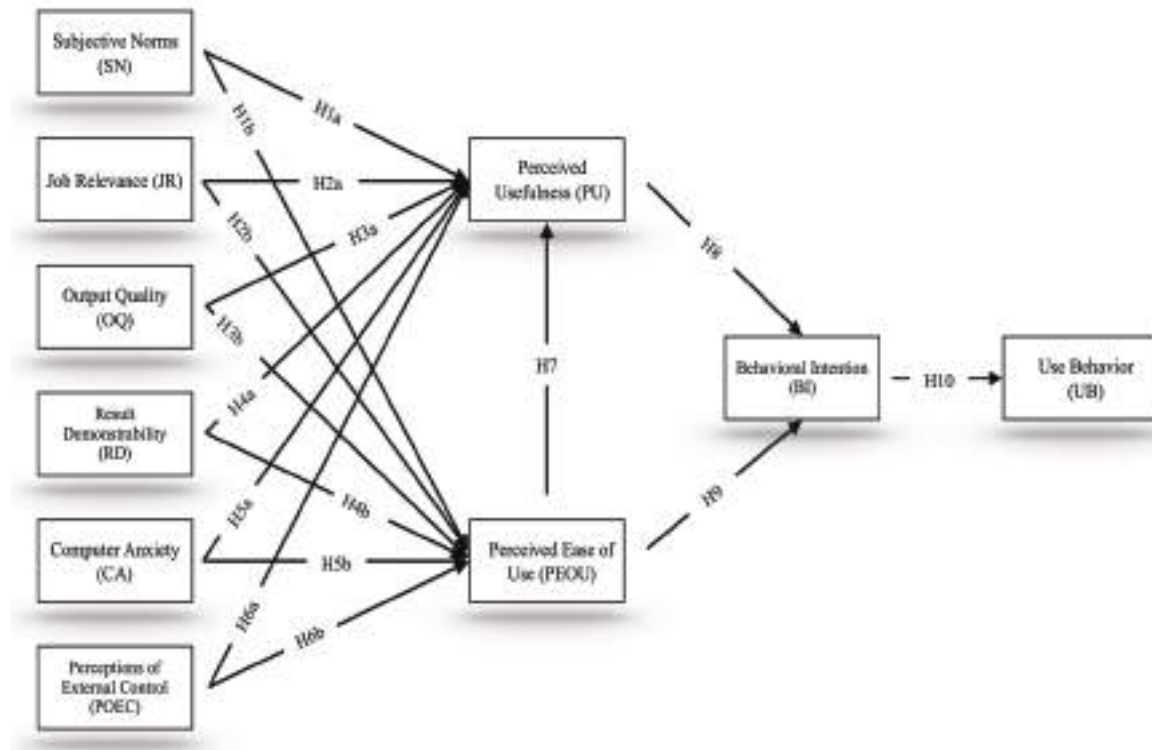 Subjective Norms
(SN)
H1a
H1b
Job Relevance (JR)
H2a
H2b
Perceived
Usefulness (PU)
H3a
Output Quality
(OQ)
H3b
H8
Result
Demonstrability
(RD)
H4a
H4b
H7
Behavioral Intention
(BI)
H10
Use Behavior
(UB)
Computer Anxiety
(CA)
H5a
H5b
Perceived Ease of
Use (PEOU)
H9
Perceptions of
External Control
(POEC)
H6a
H6b